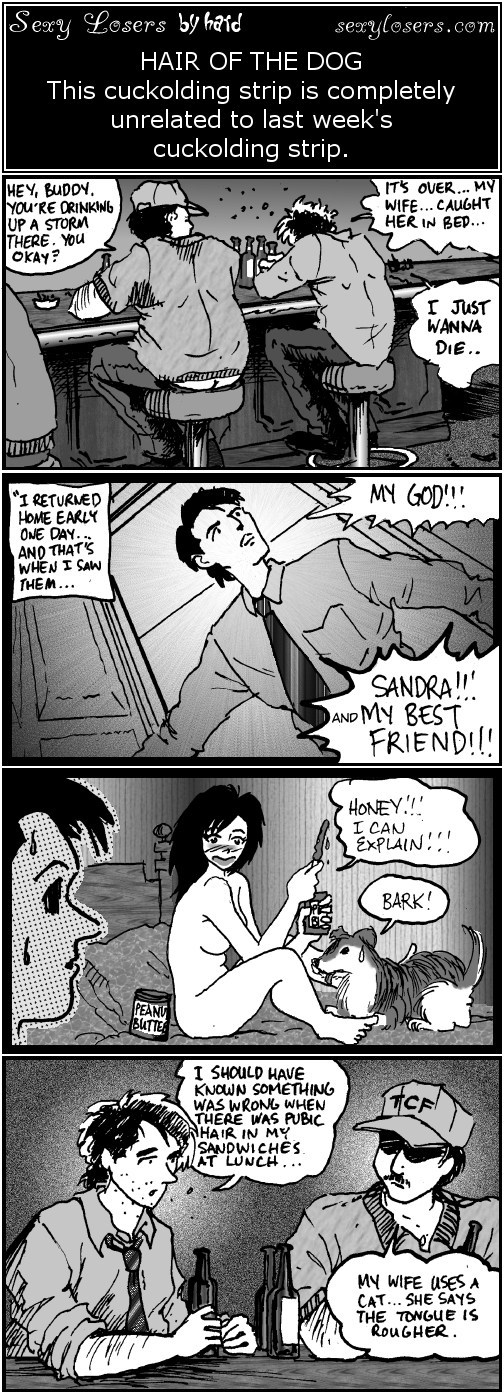 Sexy Losers by hard
sexylosers.com
HAIR OF THE DOG
This cuckolding strip is completely
unrelated to last week's
cuckolding strip.
HEY, BUDDY.
YOU'RE DRINKING
UP A STORM
THERE. YOU
OKAY?
IT'S OVER... MY
WIFE... CAUGHT
HER IN BED...
I JUST
WANNA
DIE...
"I RETURNED
HOME EARLY
ONE DAY...
AND THAT'S
WHEN I SAW
THEM...
MY GOD!!!
SANDRA!!!
AND MY BEST
FRIEND!!!
HONEY!!!
I CAN
EXPLAIN!!!
BARK!
PEANUT
BUTTER
I SHOULD HAVE
KNOWN SOMETHING
WAS WRONG WHEN
THERE WAS PUBIC
HAIR IN MY
SANDWICHES
AT LUNCH...
TCF
MY WIFE USES A
CAT... SHE SAYS
THE TONGUE IS
ROUGHER.